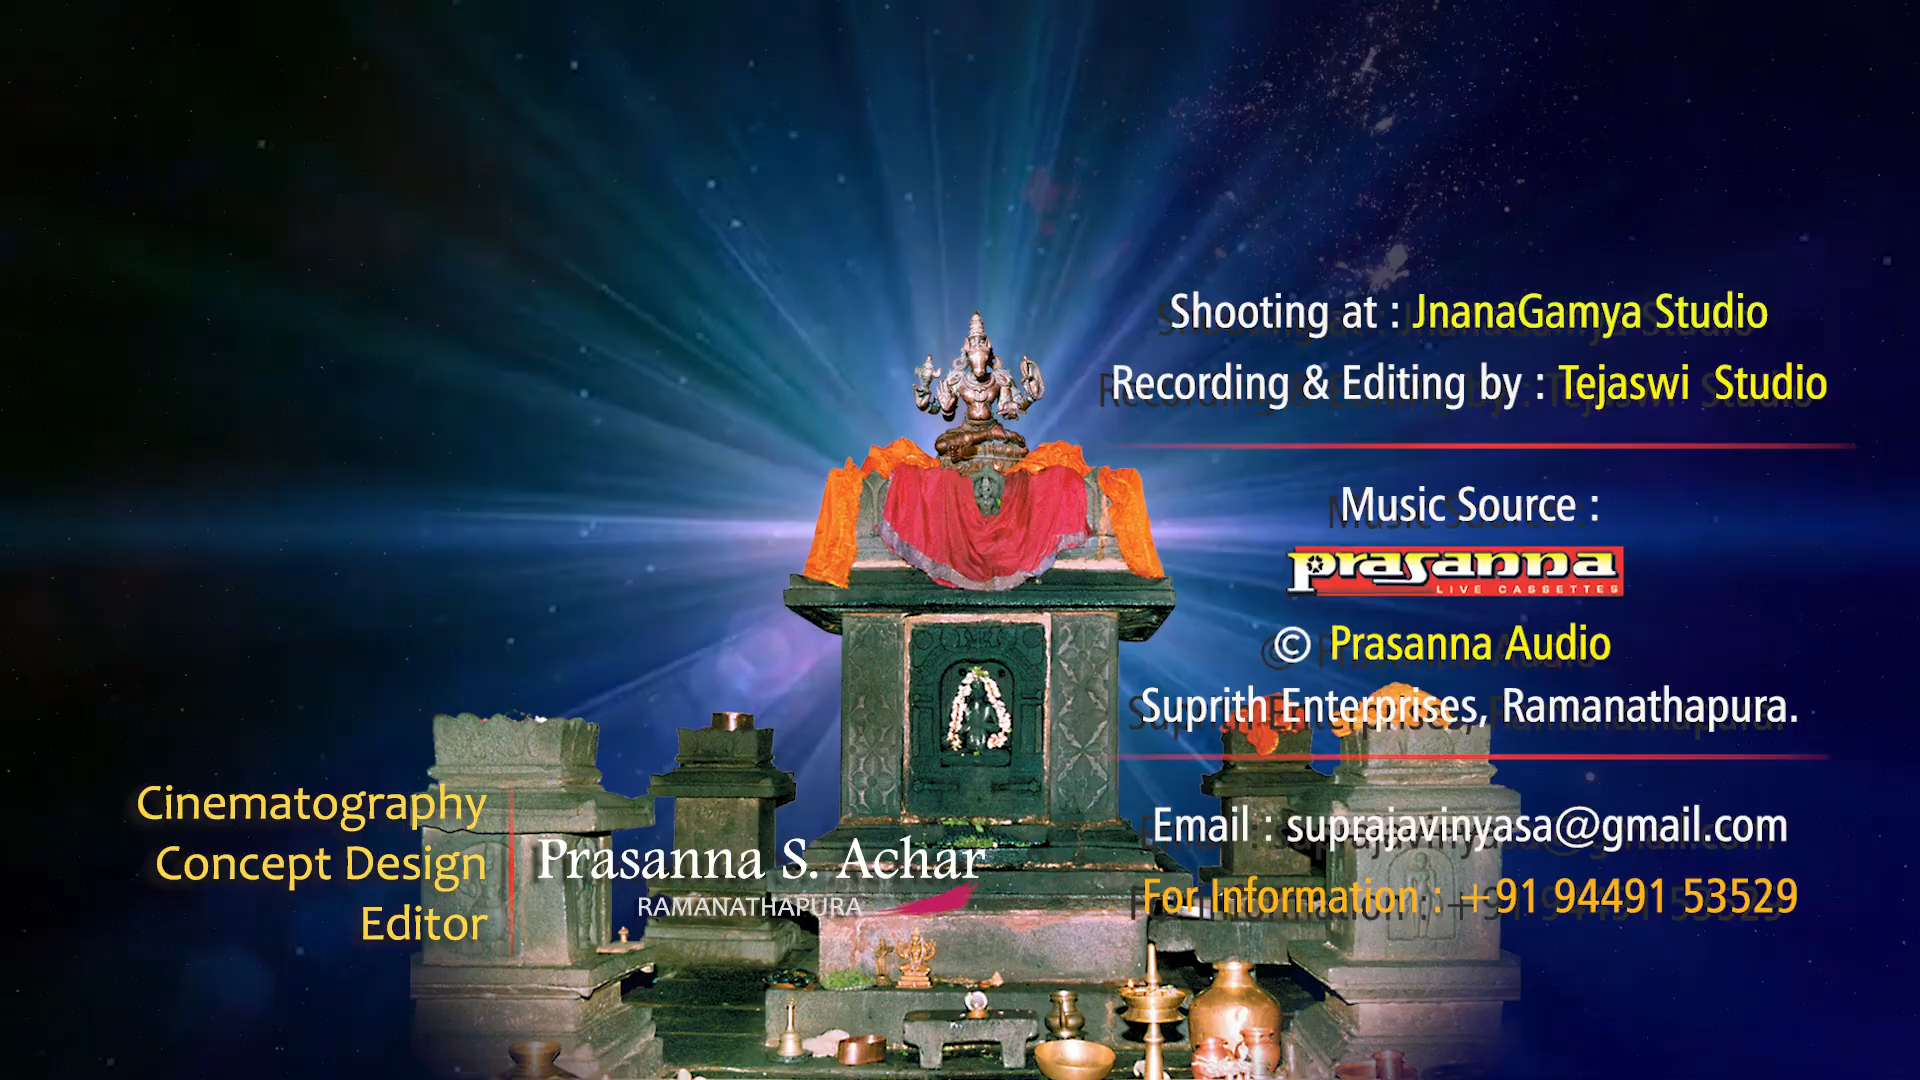 Shooting at : JnanaGamya Studio
Recording & Editing by : Tejaswi Studio
Music Source :
prasanna
LIVE CASSETTES
© Prasanna Audio
Suprith Enterprises, Ramanathapura.
Email : suprajavinyasa@gmail.com
For Information : +91 94491 53529
Cinematography
Concept Design
Editor
Prasanna S. Achar
RAMANATHAPURA